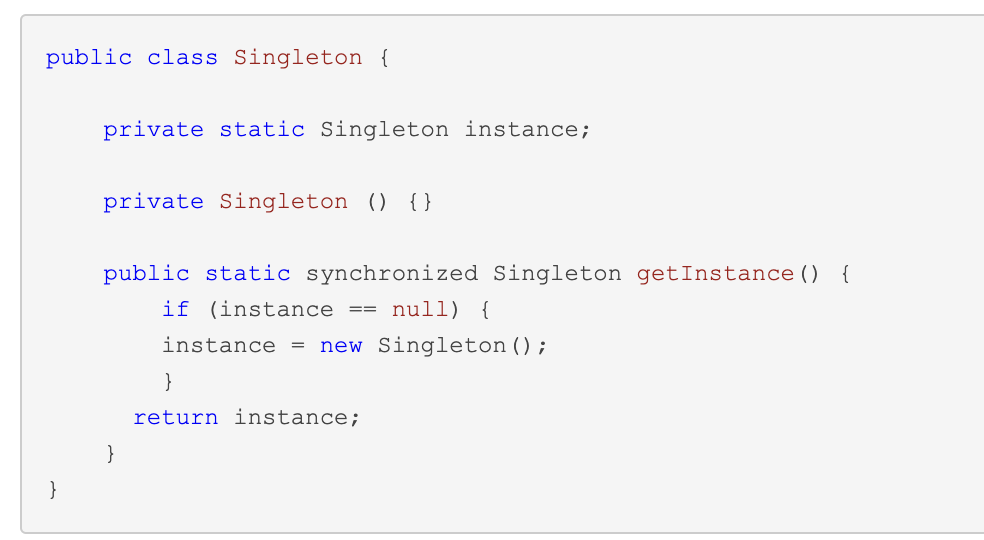 public class Singleton {
private static Singleton instance;
private Singleton () {}
public static synchronized Singleton getInstance() {
if (instance == null) {
instance = new Singleton();
}
return instance;
}
}